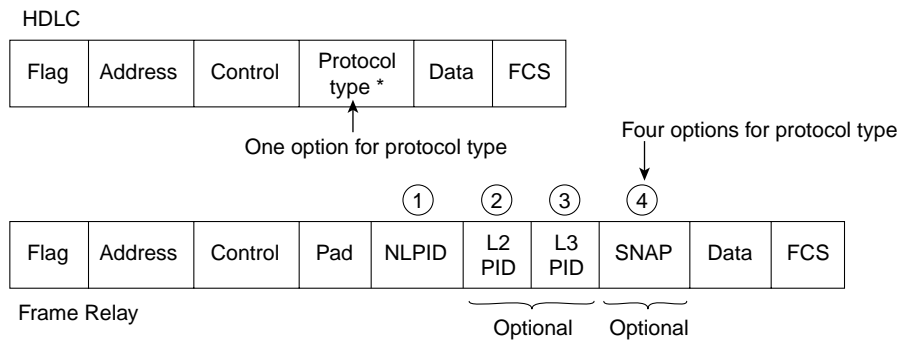 HDLC
Flag Address Control Protocol type * Data FCS
One option for protocol type
Four options for protocol type
1 2 3 4
Flag Address Control Pad NLPID L2 PID L3 PID SNAP Data FCS
Frame Relay
Optional Optional